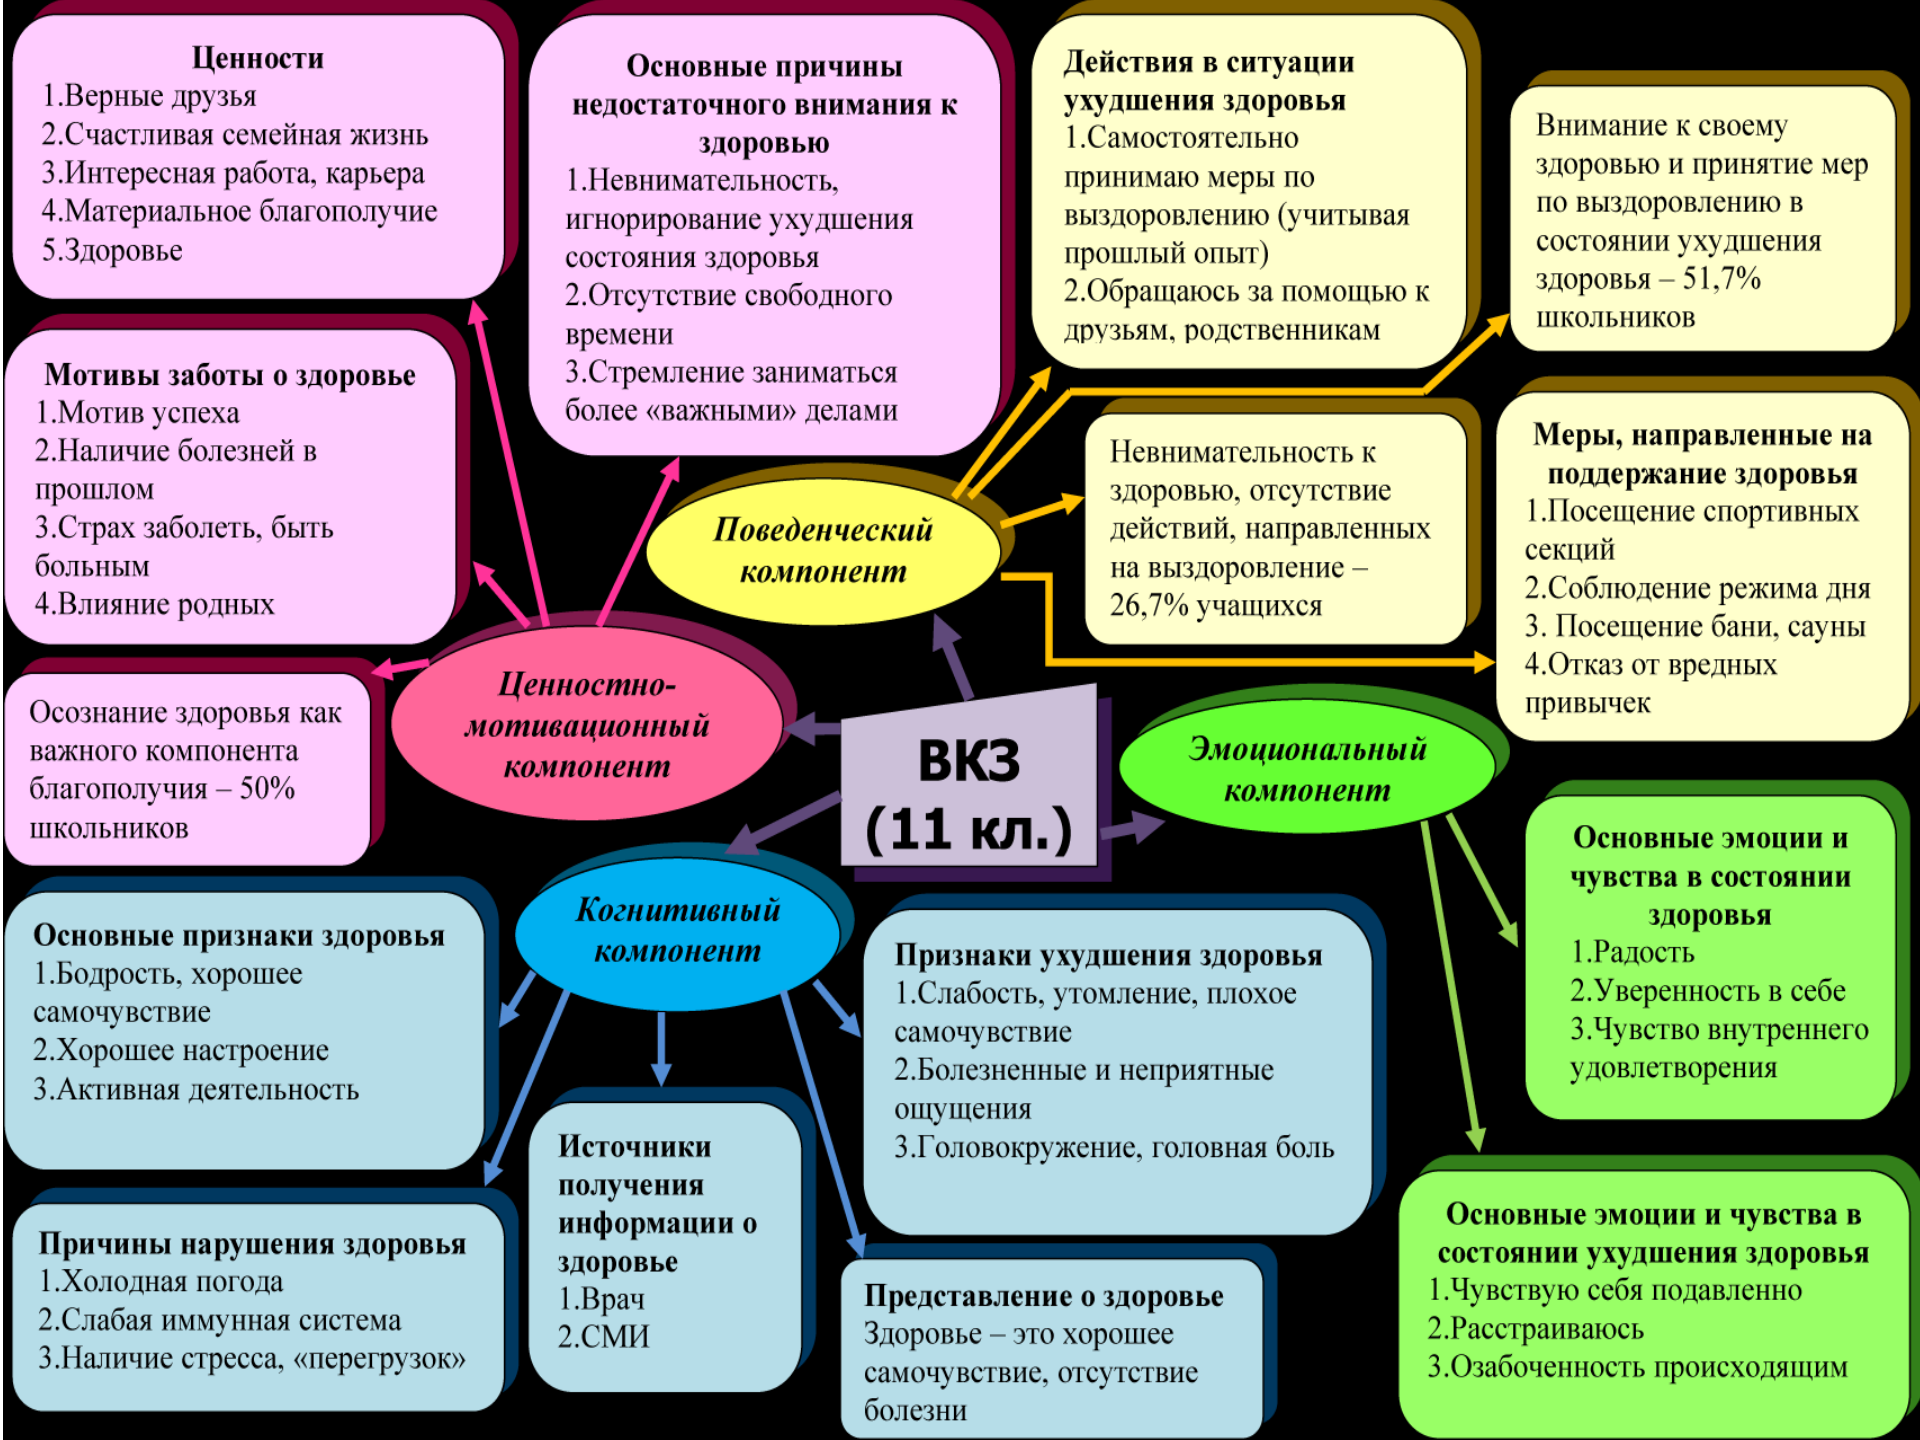 Ценности
1.Верные друзья
2.Счастливая семейная жизнь
3.Интересная работа, карьера
4.Материальное благополучие
5.Здоровье
Основные причины
недостаточного внимания к
здоровью
1.Невнимательность,
игнорирование ухудшения
состояния здоровья
2.Отсутствие свободного
времени
3.Стремление заниматься
более «важными» делами
Действия в ситуации
ухудшения здоровья
1.Самостоятельно
принимаю меры по
выздоровлению (учитывая
прошлый опыт)
2.Обращаюсь за помощью к
друзьям, родственникам
Внимание к своему
здоровью и принятие мер
по выздоровлению в
состоянии ухудшения
здоровья – 51,7%
школьников
Мотивы заботы о здоровье
1.Мотив успеха
2.Наличие болезней в
прошлом
3.Страх заболеть, быть
больным
4.Влияние родных
Поведенческий
компонент
Невнимательность к
здоровью, отсутствие
действий, направленных
на выздоровление –
26,7% учащихся
Меры, направленные на
поддержание здоровья
1.Посещение спортивных
секций
2.Соблюдение режима дня
3. Посещение бани, сауны
4.Отказ от вредных
привычек
Осознание здоровья как
важного компонента
благополучия – 50%
школьников
Ценностно-
мотивационный
компонент
ВКЗ
(11 кл.)
Эмоциональный
компонент
Основные эмоции и
чувства в состоянии
здоровья
1.Радость
2.Уверенность в себе
3.Чувство внутреннего
удовлетворения
Когнитивный
компонент
Основные признаки здоровья
1.Бодрость, хорошее
самочувствие
2.Хорошее настроение
3.Активная деятельность
Признаки ухудшения здоровья
1.Слабость, утомление, плохое
самочувствие
2.Болезненные и неприятные
ощущения
3.Головокружение, головная боль
Причины нарушения здоровья
1.Холодная погода
2.Слабая иммунная система
3.Наличие стресса, «перегрузок»
Источники
получения
информации о
здоровье
1.Врач
2.СМИ
Представление о здоровье
Здоровье – это хорошее
самочувствие, отсутствие
болезни
Основные эмоции и чувства в
состоянии ухудшения здоровья
1.Чувствую себя подавленно
2.Расстраиваюсь
3.Озабоченность происходящим